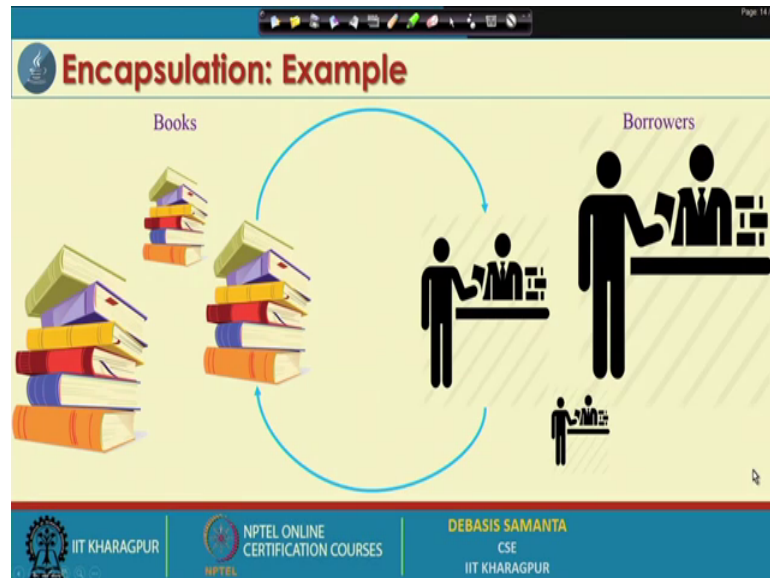 Page: 14
Encapsulation: Example
Books
Borrowers
IIT KHARAGPUR
NPTEL
NPTEL ONLINE
CERTIFICATION COURSES
DEBASIS SAMANTA
CSE
IIT KHARAGPUR